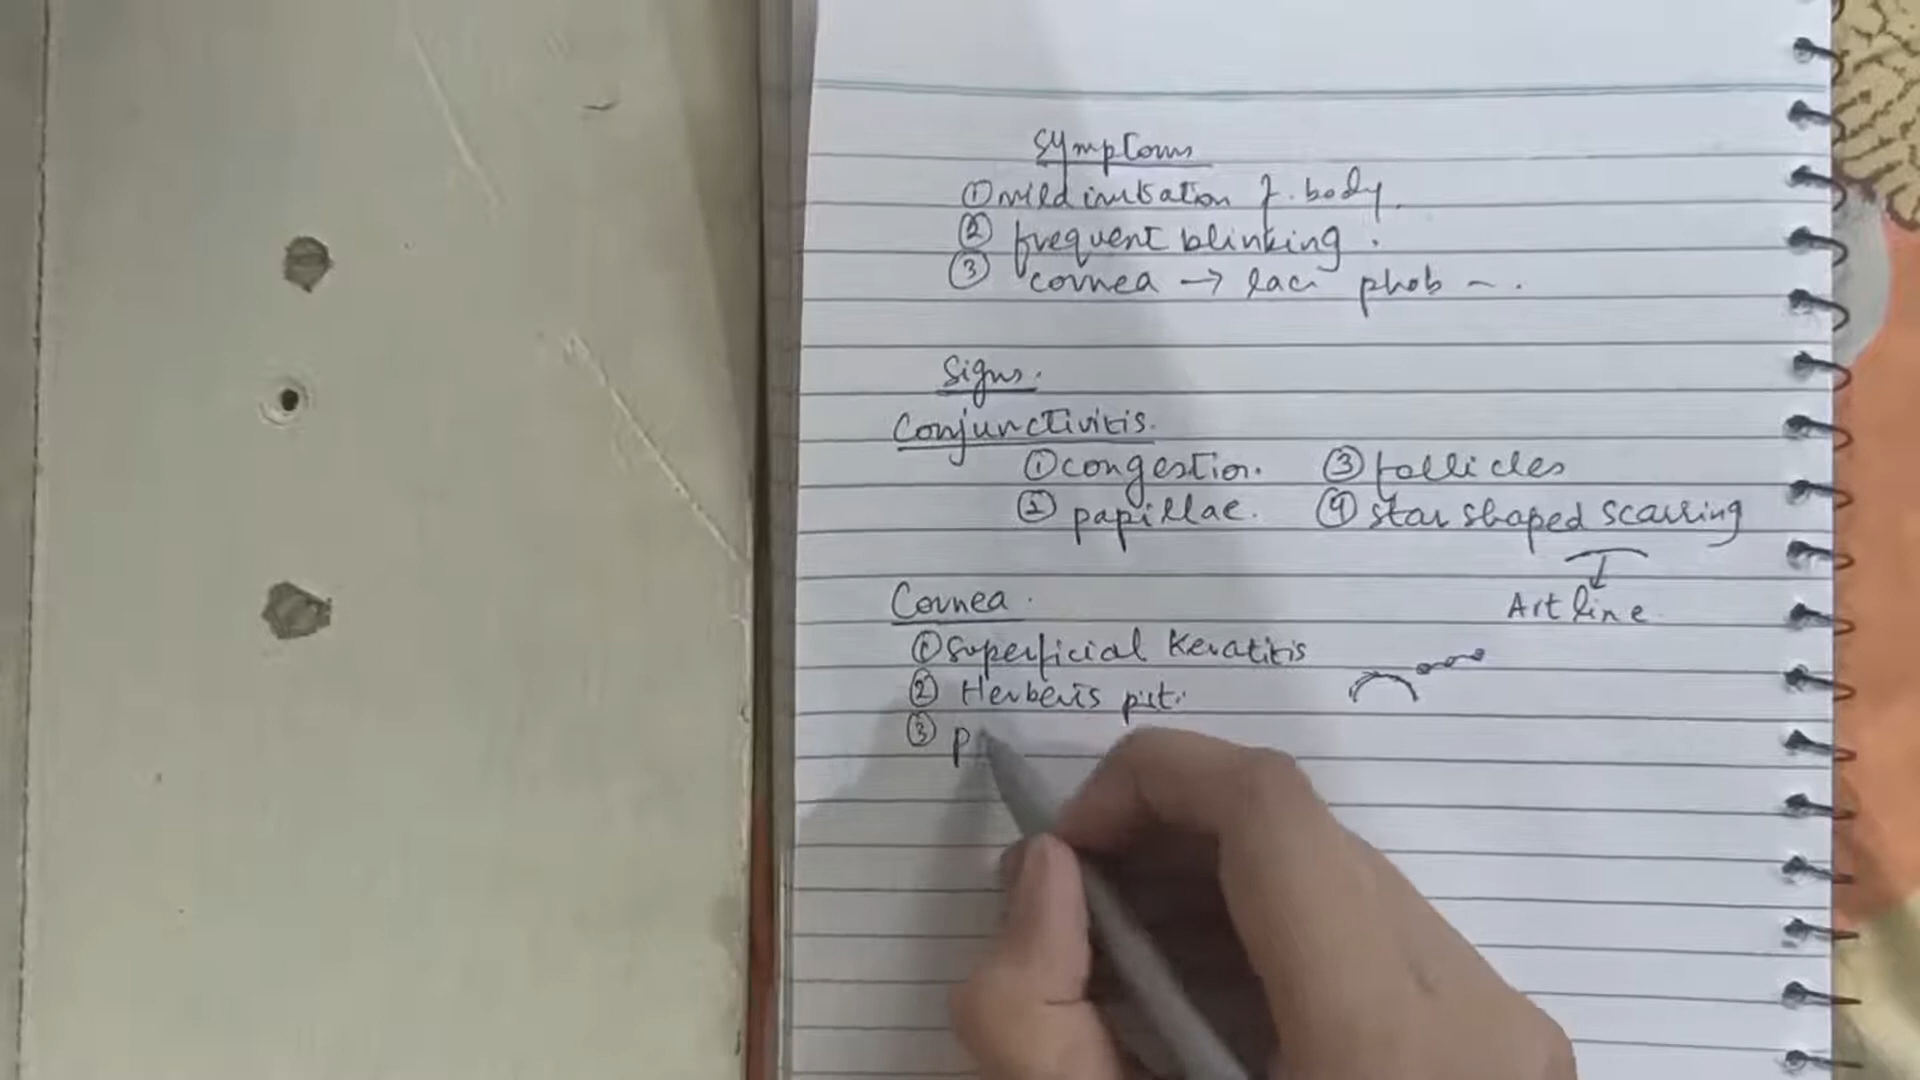 Symptoms
① mild irritation f. body.
② frequent blinking.
③ cornea → lacr phob ~.
Signs.
Conjunctivitis.
① congestion. ③ follicles
② papillae. ④ star shaped scarring
Art line
Cornea.
① Superficial Keratitis
② Herberts pit.
③ p